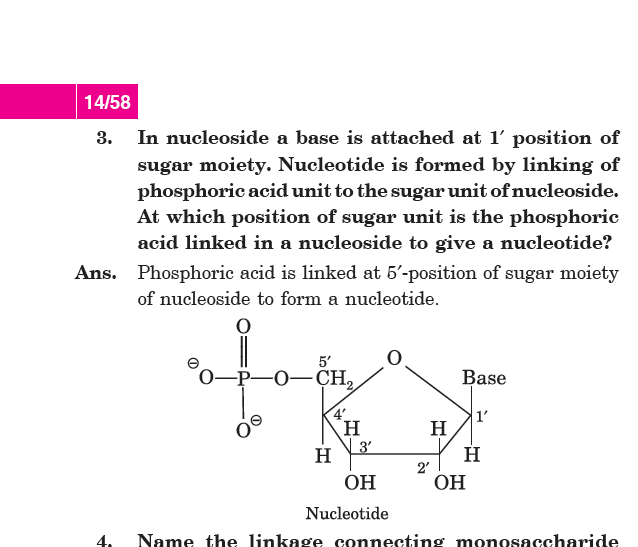 14/58
3. In nucleoside a base is attached at 1′ position of
sugar moiety. Nucleotide is formed by linking of
phosphoric acid unit to the sugar unit of nucleoside.
At which position of sugar unit is the phosphoric
acid linked in a nucleoside to give a nucleotide?
Ans. Phosphoric acid is linked at 5′-position of sugar moiety
of nucleoside to form a nucleotide.
O
5′ O
⊖O—P—O—CH₂ Base
4′ 1′
O⊖ H H
H 3′ 2′ H
OH OH
Nucleotide
4. Name the linkage connecting monosaccharide